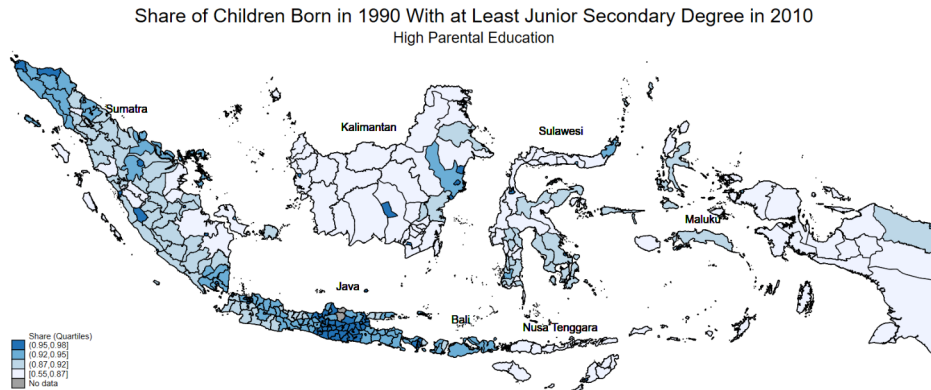 Share of Children Born in 1990 With at Least Junior Secondary Degree in 2010
High Parental Education
Sumatra
Kalimantan
Sulawesi
Maluku
Java
Bali
Nusa Tenggara
Share (Quartiles)
(0.95,0.98]
(0.92,0.95]
(0.87,0.92]
[0.55,0.87]
No data